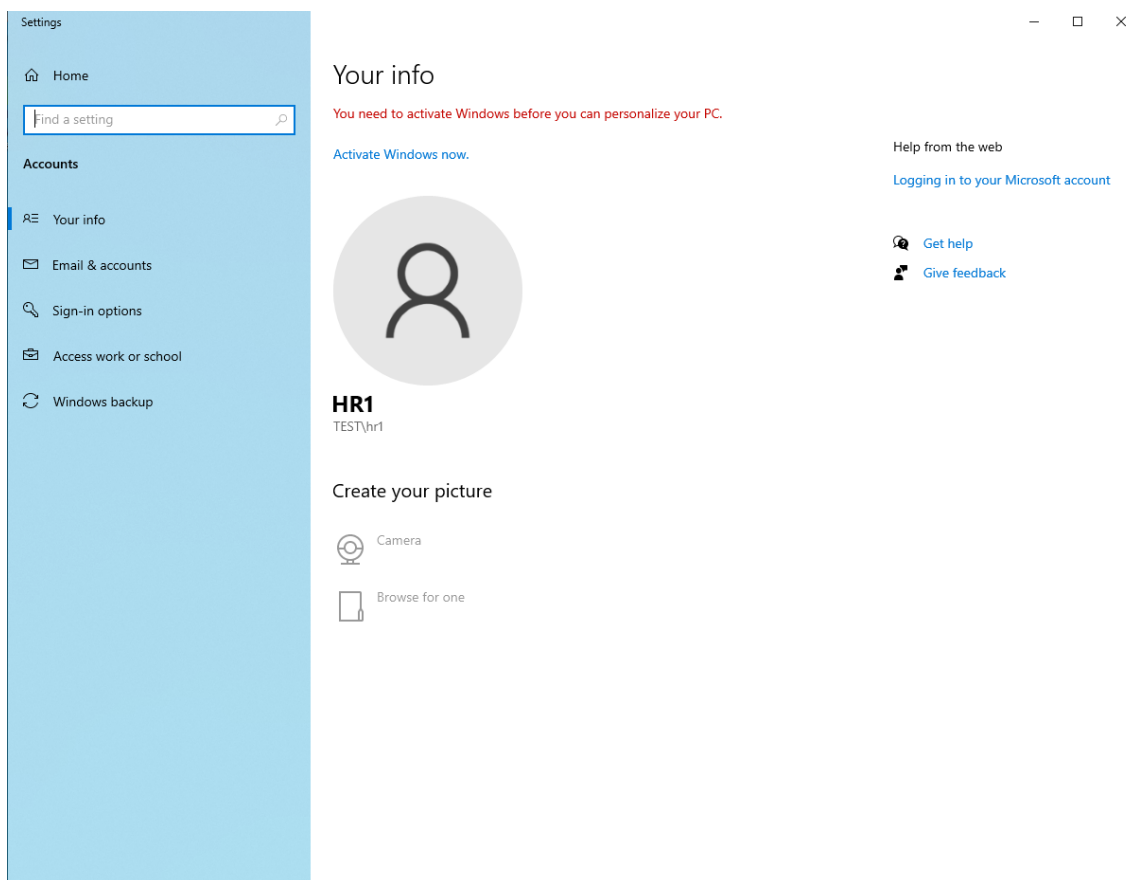 Settings
Home
Find a setting
Accounts
Your info
Email & accounts
Sign-in options
Access work or school
Windows backup
Your info
You need to activate Windows before you can personalize your PC.
Activate Windows now.
HR1
TEST\hr1
Create your picture
Camera
Browse for one
Help from the web
Logging in to your Microsoft account
Get help
Give feedback